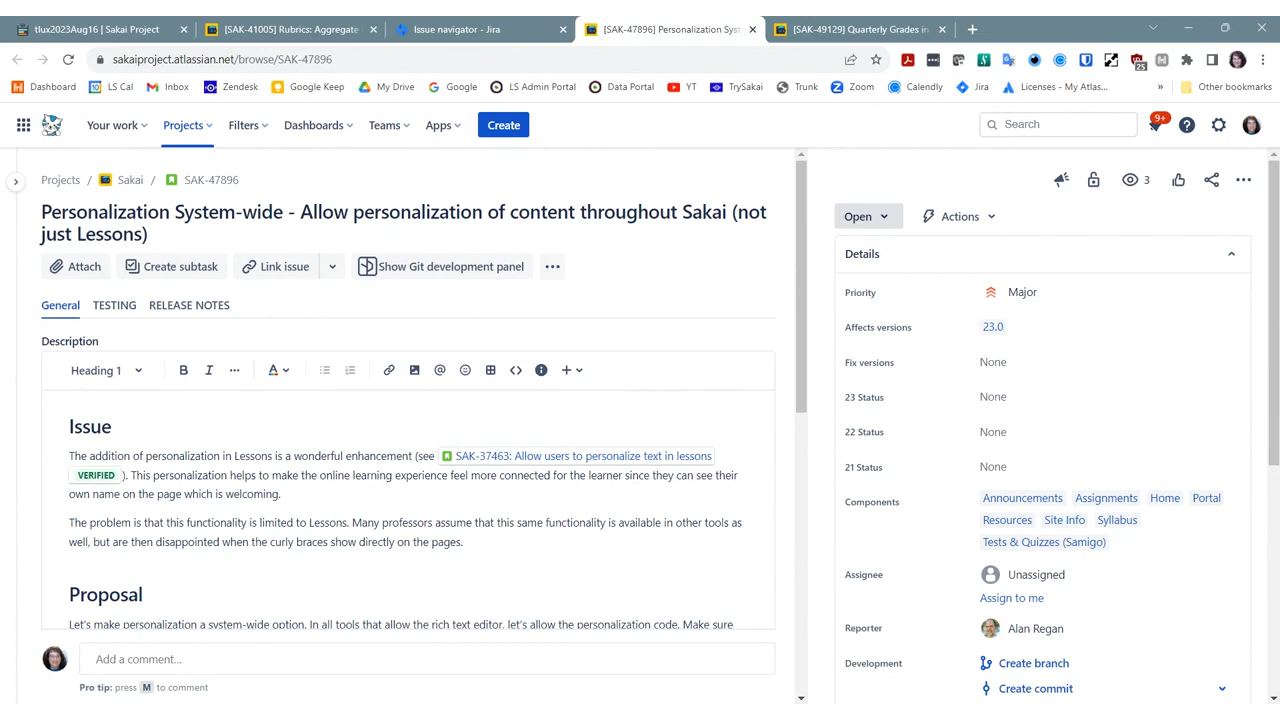 tlux2023Aug16 | Sakai Project
[SAK-41005] Rubrics: Aggregate
Issue navigator - Jira
[SAK-47896] Personalization Syst
[SAK-49129] Quarterly Grades in
sakaiproject.atlassian.net/browse/SAK-47896
25
Dashboard
LS Cal
Inbox
Zendesk
Google Keep
My Drive
Google
LS Admin Portal
Data Portal
YT
TrySakai
Trunk
Zoom
Calendly
Jira
Licenses - My Atlas...
»
Other bookmarks
Your work
Projects
Filters
Dashboards
Teams
Apps
Create
Search
9+
Projects / Sakai / SAK-47896
3
Personalization System-wide - Allow personalization of content throughout Sakai (not
just Lessons)
Attach
Create subtask
Link issue
Show Git development panel
General
TESTING
RELEASE NOTES
Description
Heading 1
B
I
A
Issue
The addition of personalization in Lessons is a wonderful enhancement (see SAK-37463: Allow users to personalize text in lessons
VERIFIED ). This personalization helps to make the online learning experience feel more connected for the learner since they can see their
own name on the page which is welcoming.
The problem is that this functionality is limited to Lessons. Many professors assume that this same functionality is available in other tools as
well, but are then disappointed when the curly braces show directly on the pages.
Proposal
Let's make personalization a system-wide option. In all tools that allow the rich text editor, let's allow the personalization code. Make sure
Add a comment...
Pro tip: press M to comment
Open
Actions
Details
Priority
Major
Affects versions
23.0
Fix versions
None
23 Status
None
22 Status
None
21 Status
None
Components
Announcements
Assignments
Home
Portal
Resources
Site Info
Syllabus
Tests & Quizzes (Samigo)
Assignee
Unassigned
Assign to me
Reporter
Alan Regan
Development
Create branch
Create commit